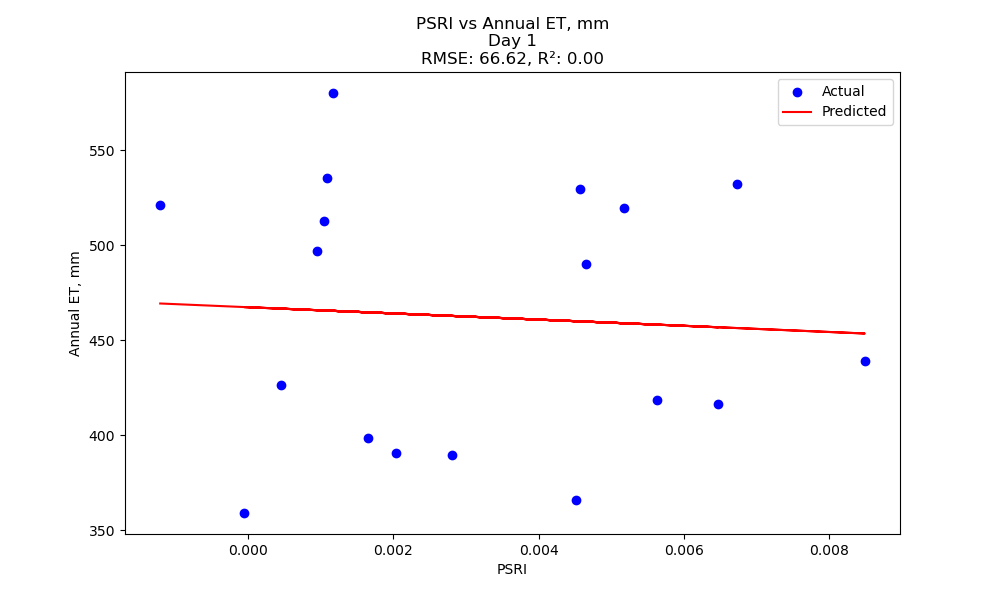 PSRI vs Annual ET, mm
Day 1
RMSE: 66.62, R²: 0.00
Actual
Predicted
Annual ET, mm
550
500
450
400
350
0.000 0.002 0.004 0.006 0.008
PSRI